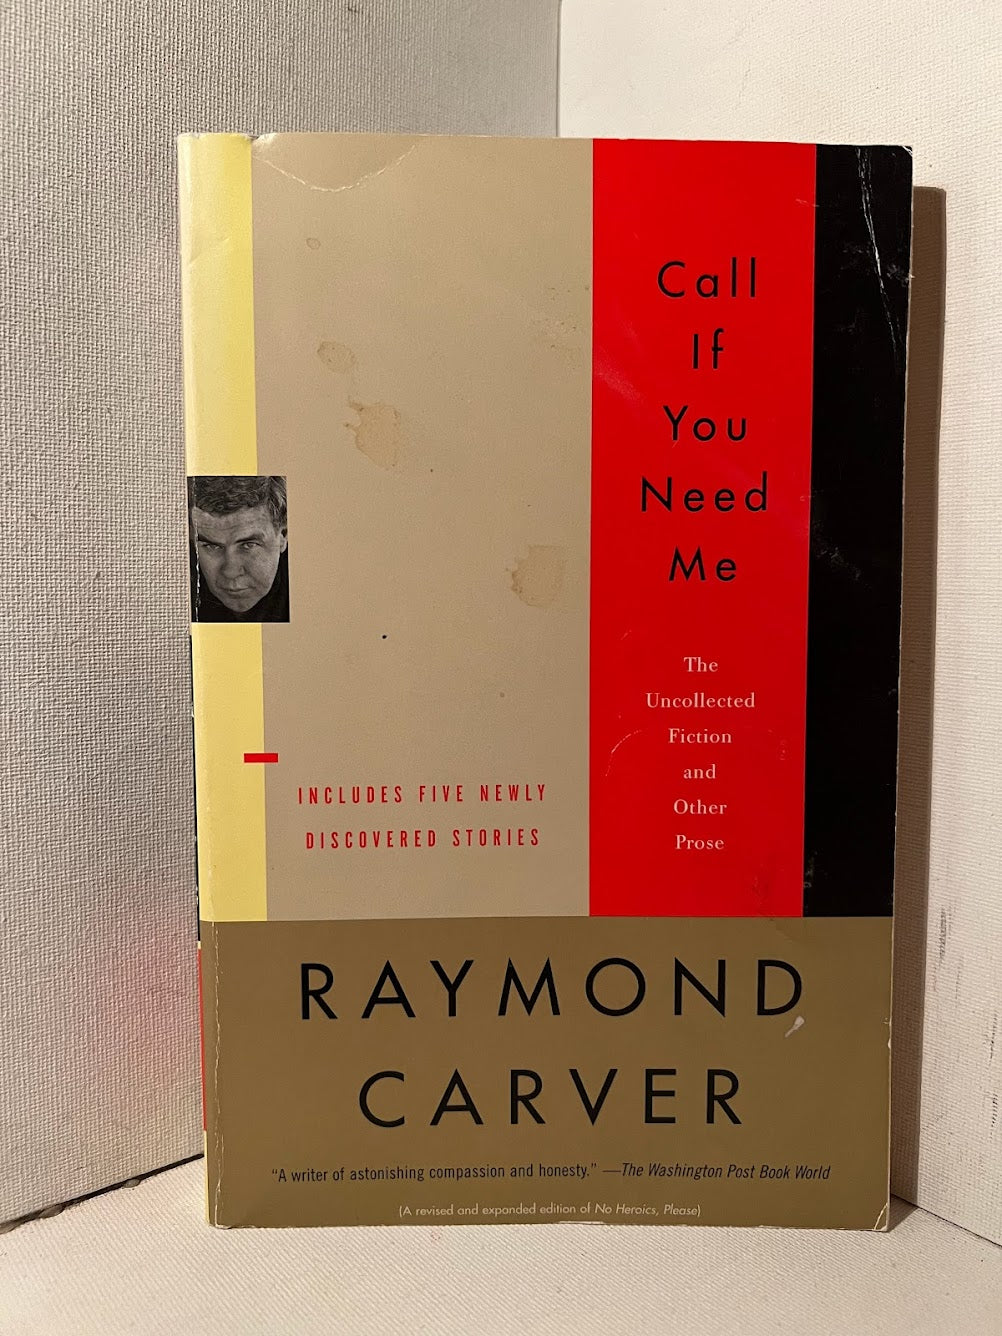 Call
If
You
Need
Me
The
Uncollected
Fiction
and
Other
Prose
INCLUDES FIVE NEWLY
DISCOVERED STORIES
RAYMOND
CARVER
“A writer of astonishing compassion and honesty.” —The Washington Post Book World
(A revised and expanded edition of No Heroics, Please)